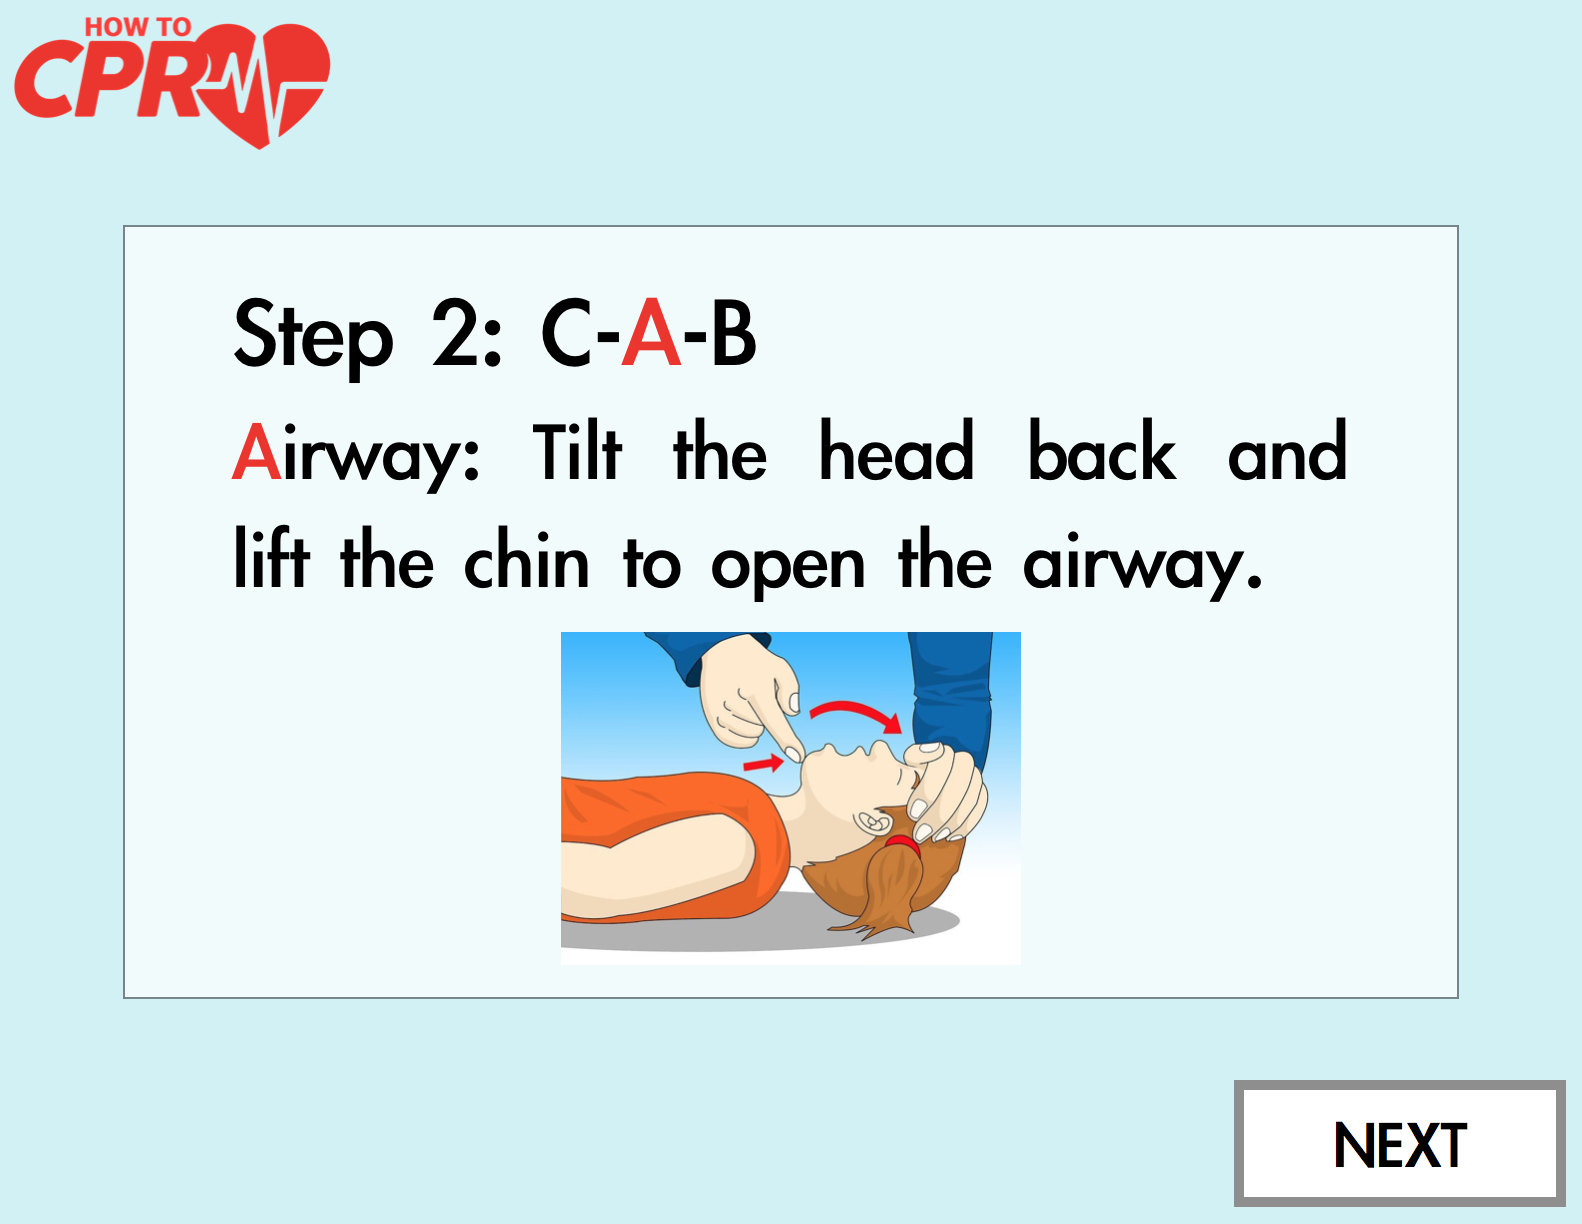 HOW TO
CPR
Step 2: C-A-B
Airway: Tilt the head back and
lift the chin to open the airway.
NEXT